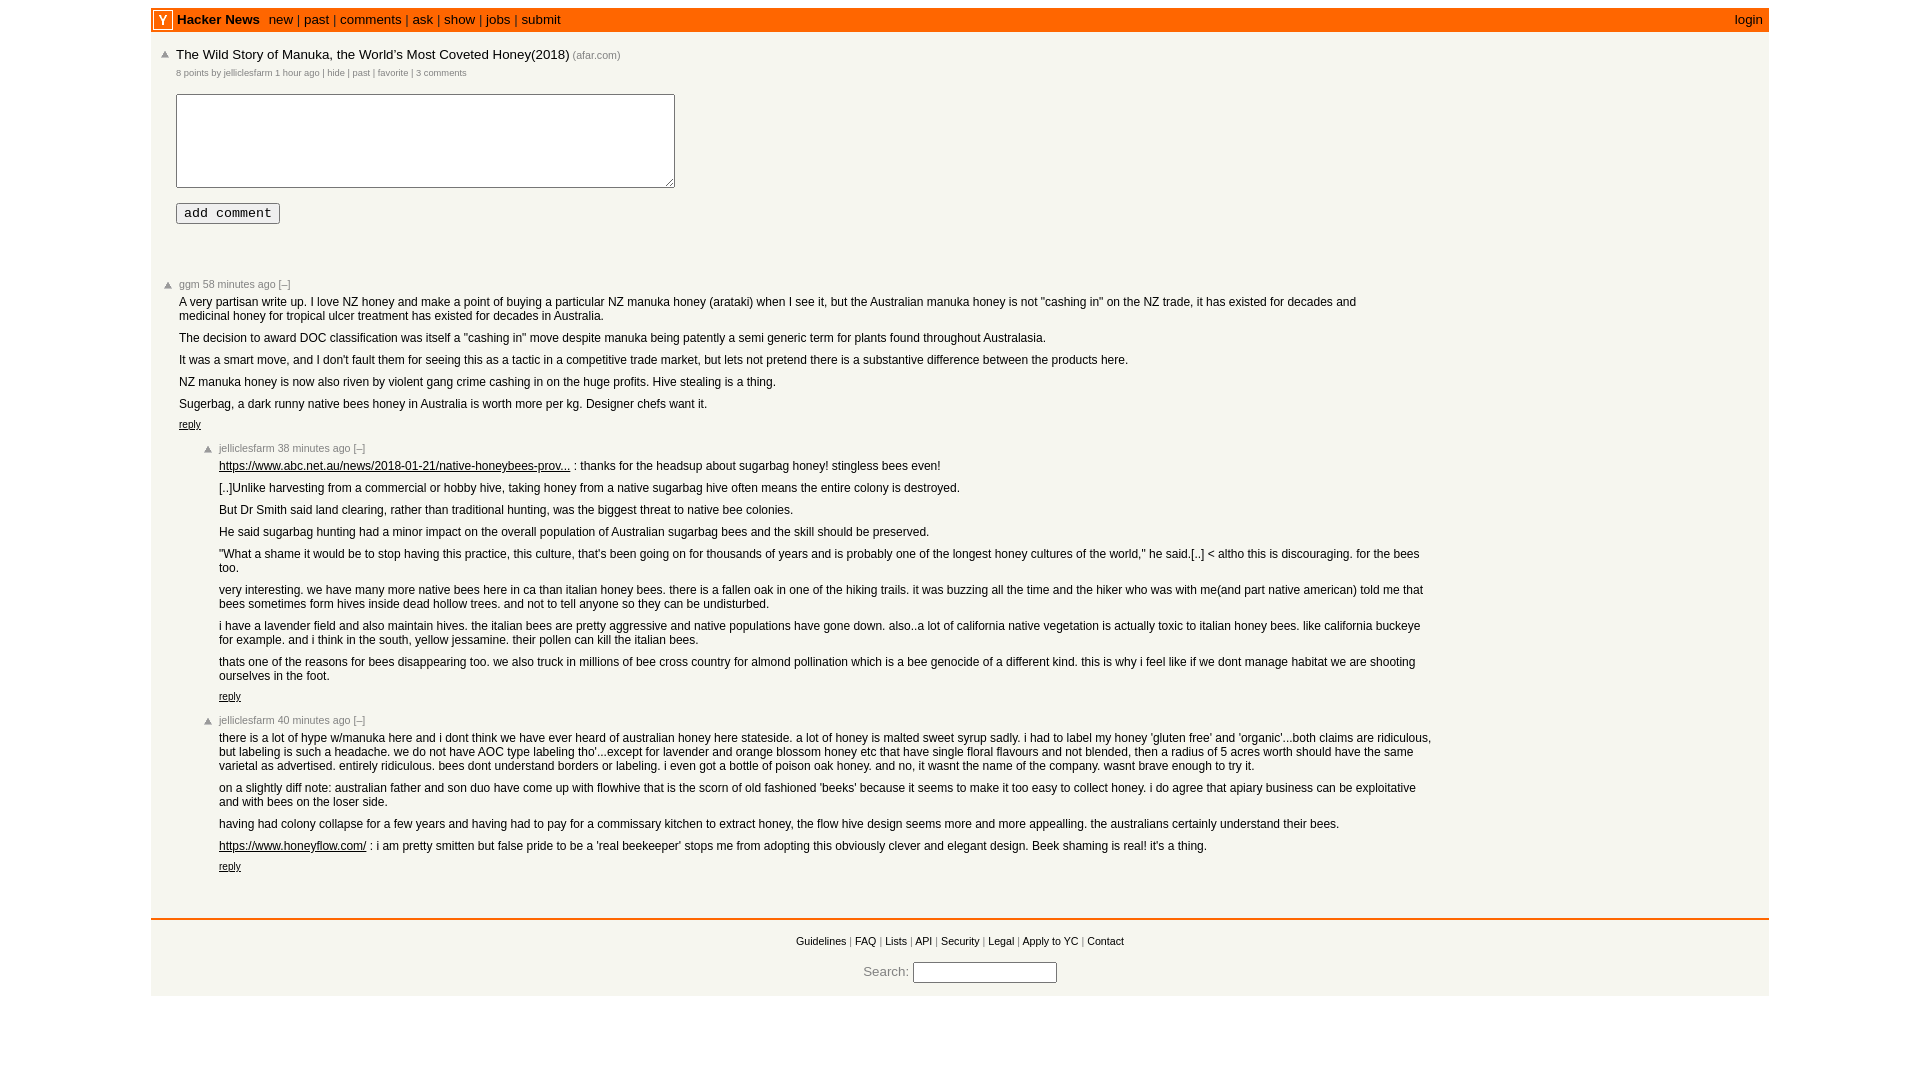 Y Hacker News new | past | comments | ask | show | jobs | submit login
The Wild Story of Manuka, the World’s Most Coveted Honey(2018) (afar.com)
8 points by jelliclesfarm 1 hour ago | hide | past | favorite | 3 comments
add comment
ggm 58 minutes ago [–]
A very partisan write up. I love NZ honey and make a point of buying a particular NZ manuka honey (arataki) when I see it, but the Australian manuka honey is not "cashing in" on the NZ trade, it has existed for decades and
medicinal honey for tropical ulcer treatment has existed for decades in Australia.
The decision to award DOC classification was itself a "cashing in" move despite manuka being patently a semi generic term for plants found throughout Australasia.
It was a smart move, and I don't fault them for seeing this as a tactic in a competitive trade market, but lets not pretend there is a substantive difference between the products here.
NZ manuka honey is now also riven by violent gang crime cashing in on the huge profits. Hive stealing is a thing.
Sugerbag, a dark runny native bees honey in Australia is worth more per kg. Designer chefs want it.
reply
jelliclesfarm 38 minutes ago [–]
https://www.abc.net.au/news/2018-01-21/native-honeybees-prov... : thanks for the headsup about sugarbag honey! stingless bees even!
[..]Unlike harvesting from a commercial or hobby hive, taking honey from a native sugarbag hive often means the entire colony is destroyed.
But Dr Smith said land clearing, rather than traditional hunting, was the biggest threat to native bee colonies.
He said sugarbag hunting had a minor impact on the overall population of Australian sugarbag bees and the skill should be preserved.
"What a shame it would be to stop having this practice, this culture, that's been going on for thousands of years and is probably one of the longest honey cultures of the world," he said.[..] < altho this is discouraging. for the bees
too.
very interesting. we have many more native bees here in ca than italian honey bees. there is a fallen oak in one of the hiking trails. it was buzzing all the time and the hiker who was with me(and part native american) told me that
bees sometimes form hives inside dead hollow trees. and not to tell anyone so they can be undisturbed.
i have a lavender field and also maintain hives. the italian bees are pretty aggressive and native populations have gone down. also..a lot of california native vegetation is actually toxic to italian honey bees. like california buckeye
for example. and i think in the south, yellow jessamine. their pollen can kill the italian bees.
thats one of the reasons for bees disappearing too. we also truck in millions of bee cross country for almond pollination which is a bee genocide of a different kind. this is why i feel like if we dont manage habitat we are shooting
ourselves in the foot.
reply
jelliclesfarm 40 minutes ago [–]
there is a lot of hype w/manuka here and i dont think we have ever heard of australian honey here stateside. a lot of honey is malted sweet syrup sadly. i had to label my honey 'gluten free' and 'organic'...both claims are ridiculous,
but labeling is such a headache. we do not have AOC type labeling tho'...except for lavender and orange blossom honey etc that have single floral flavours and not blended, then a radius of 5 acres worth should have the same
varietal as advertised. entirely ridiculous. bees dont understand borders or labeling. i even got a bottle of poison oak honey. and no, it wasnt the name of the company. wasnt brave enough to try it.
on a slightly diff note: australian father and son duo have come up with flowhive that is the scorn of old fashioned 'beeks' because it seems to make it too easy to collect honey. i do agree that apiary business can be exploitative
and with bees on the loser side.
having had colony collapse for a few years and having had to pay for a commissary kitchen to extract honey, the flow hive design seems more and more appealling. the australians certainly understand their bees.
https://www.honeyflow.com/ : i am pretty smitten but false pride to be a 'real beekeeper' stops me from adopting this obviously clever and elegant design. Beek shaming is real! it's a thing.
reply
Guidelines | FAQ | Lists | API | Security | Legal | Apply to YC | Contact
Search: